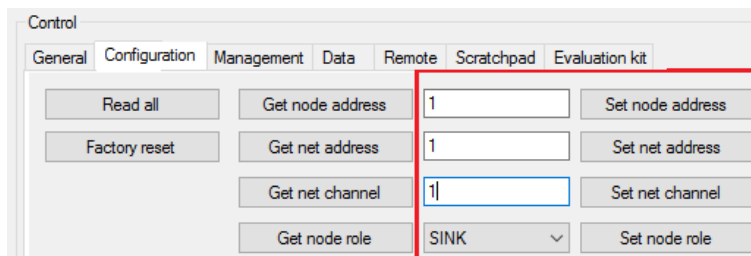 Control
General Configuration Management Data Remote Scratchpad Evaluation kit
Read all Get node address 1 Set node address
Factory reset Get net address 1 Set net address
Get net channel 1 Set net channel
Get node role SINK Set node role